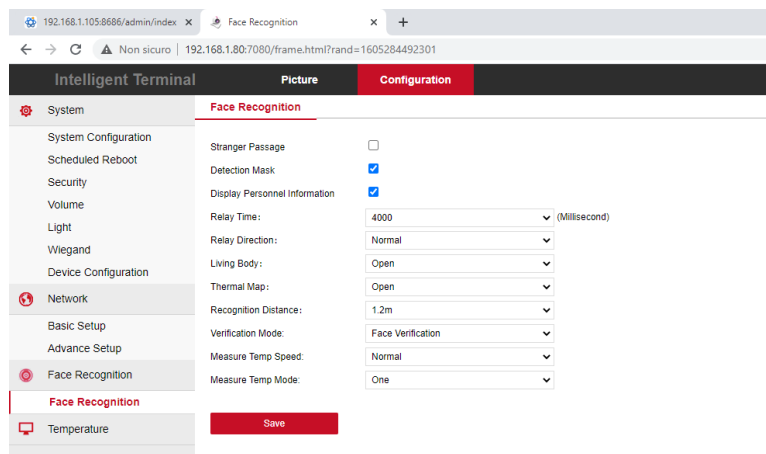 192.168.1.105:8686/admin/index
Face Recognition
Non sicuro | 192.168.1.80:7080/frame.html?rand=1605284492301
Intelligent Terminal Picture Configuration
System
System Configuration
Scheduled Reboot
Security
Volume
Light
Wiegand
Device Configuration
Network
Basic Setup
Advance Setup
Face Recognition
Face Recognition
Temperature
Face Recognition
Stranger Passage
Detection Mask
Display Personnel Information
Relay Time: 4000 (Millisecond)
Relay Direction: Normal
Living Body: Open
Thermal Map: Open
Recognition Distance: 1.2m
Verification Mode: Face Verification
Measure Temp Speed: Normal
Measure Temp Mode: One
Save